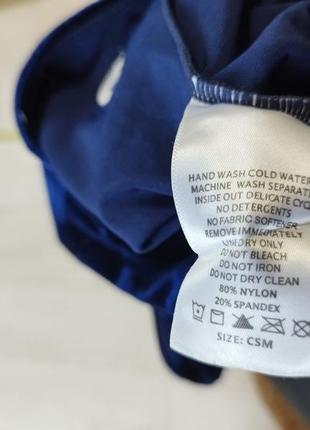 HAND WASH COLD WATER
MACHINE WASH SEPARATE
INSIDE OUT DELICATE CYC
NO DETERGENTS
NO FABRIC SOFTENER
REMOVE IMMEDIATELY
LINE DRY ONLY
DO NOT BLEACH
DO NOT IRON
DO NOT DRY CLEAN
80% NYLON
20% SPANDEX
SIZE: CSM